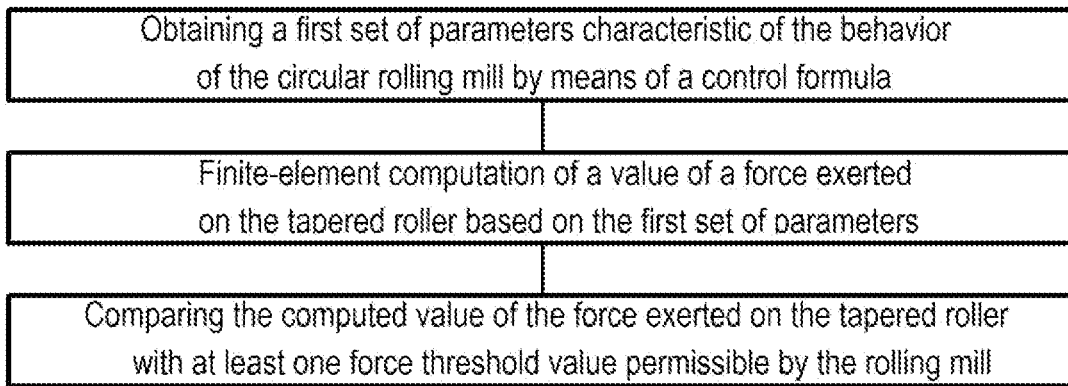 Obtaining a first set of parameters characteristic of the behavior
of the circular rolling mill by means of a control formula
Finite-element computation of a value of a force exerted
on the tapered roller based on the first set of parameters
Comparing the computed value of the force exerted on the tapered roller
with at least one force threshold value permissible by the rolling mill